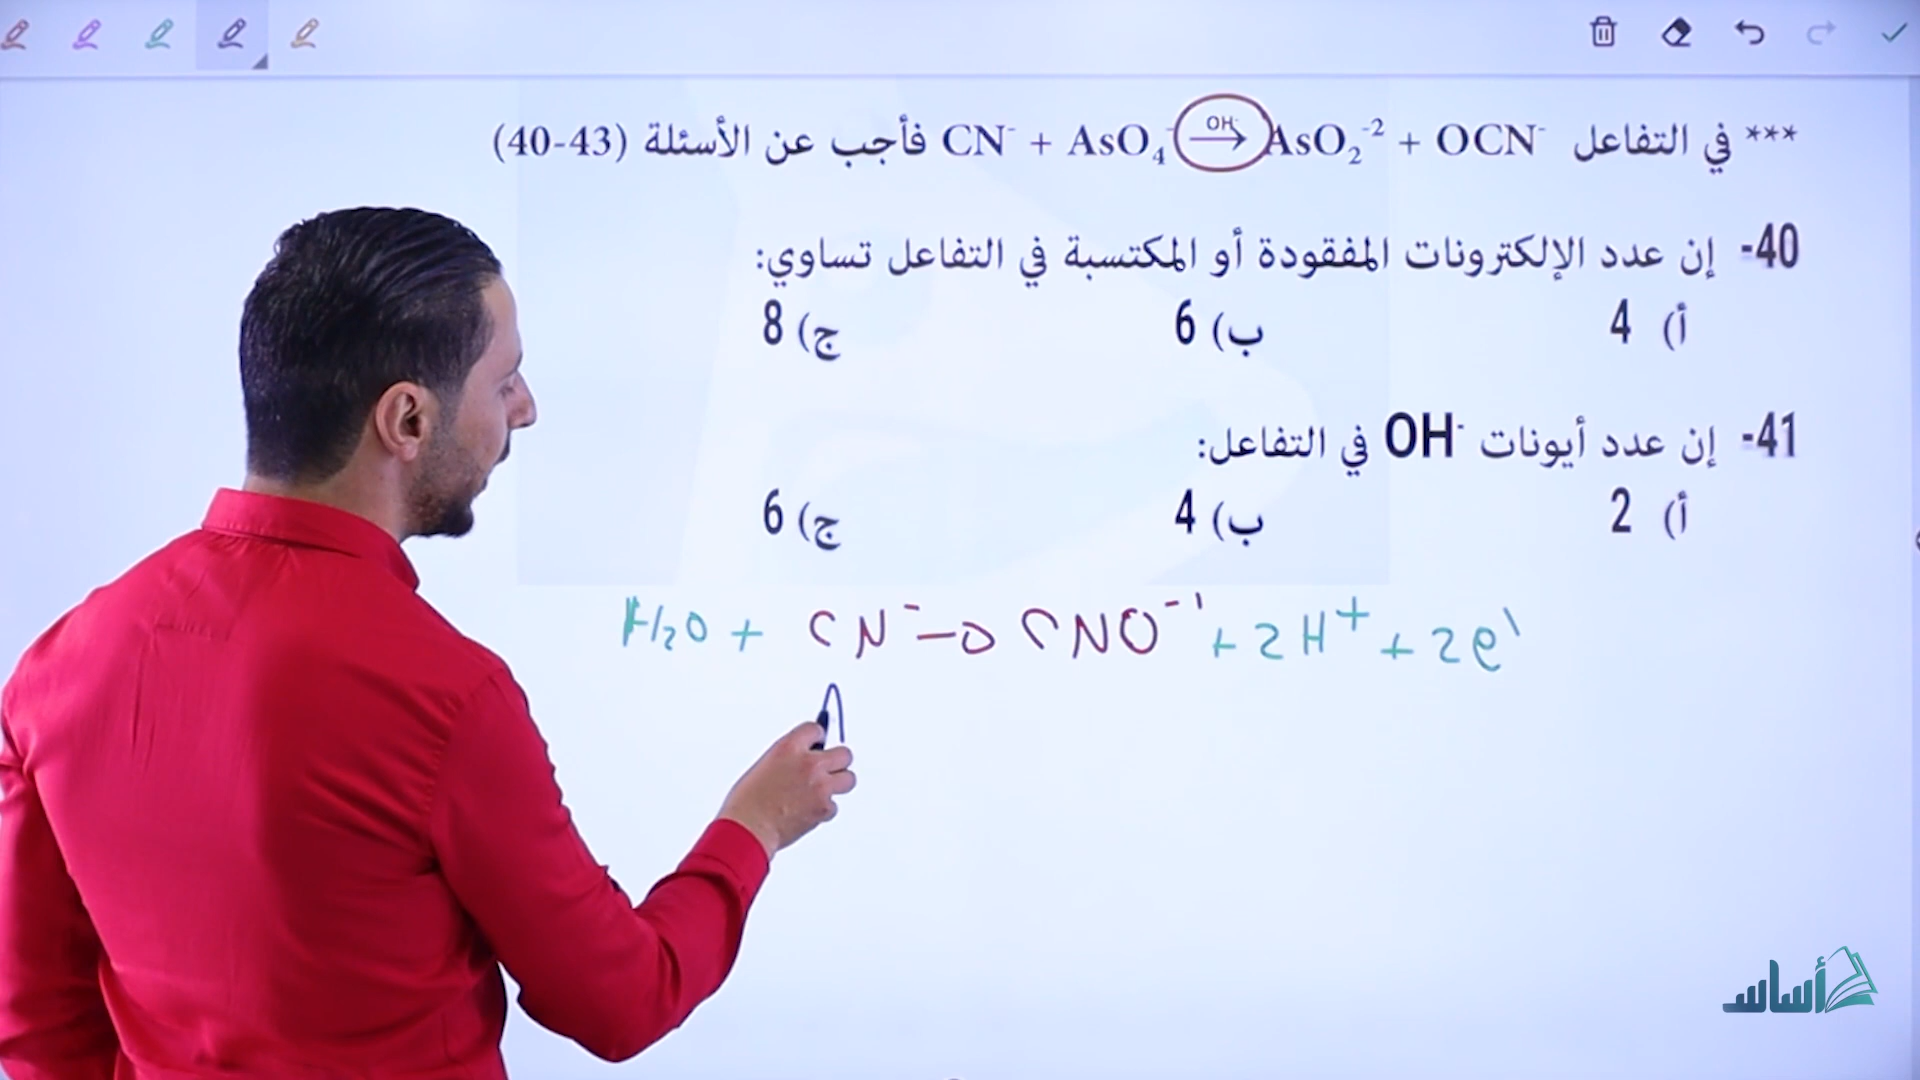 *** في التفاعل CN⁻ + AsO₄⁻ →(OH⁻) AsO₂⁻² + OCN⁻ فأجب عن الأسئلة (40-43)
40- إن عدد الإلكترونات المفقودة أو المكتسبة في التفاعل تساوي:
أ) 4 ب) 6 ج) 8
41- إن عدد أيونات OH⁻ في التفاعل:
أ) 2 ب) 4 ج) 6
H₂O + CN⁻ → CNO⁻¹ + 2H⁺ + 2e⁻
أساس